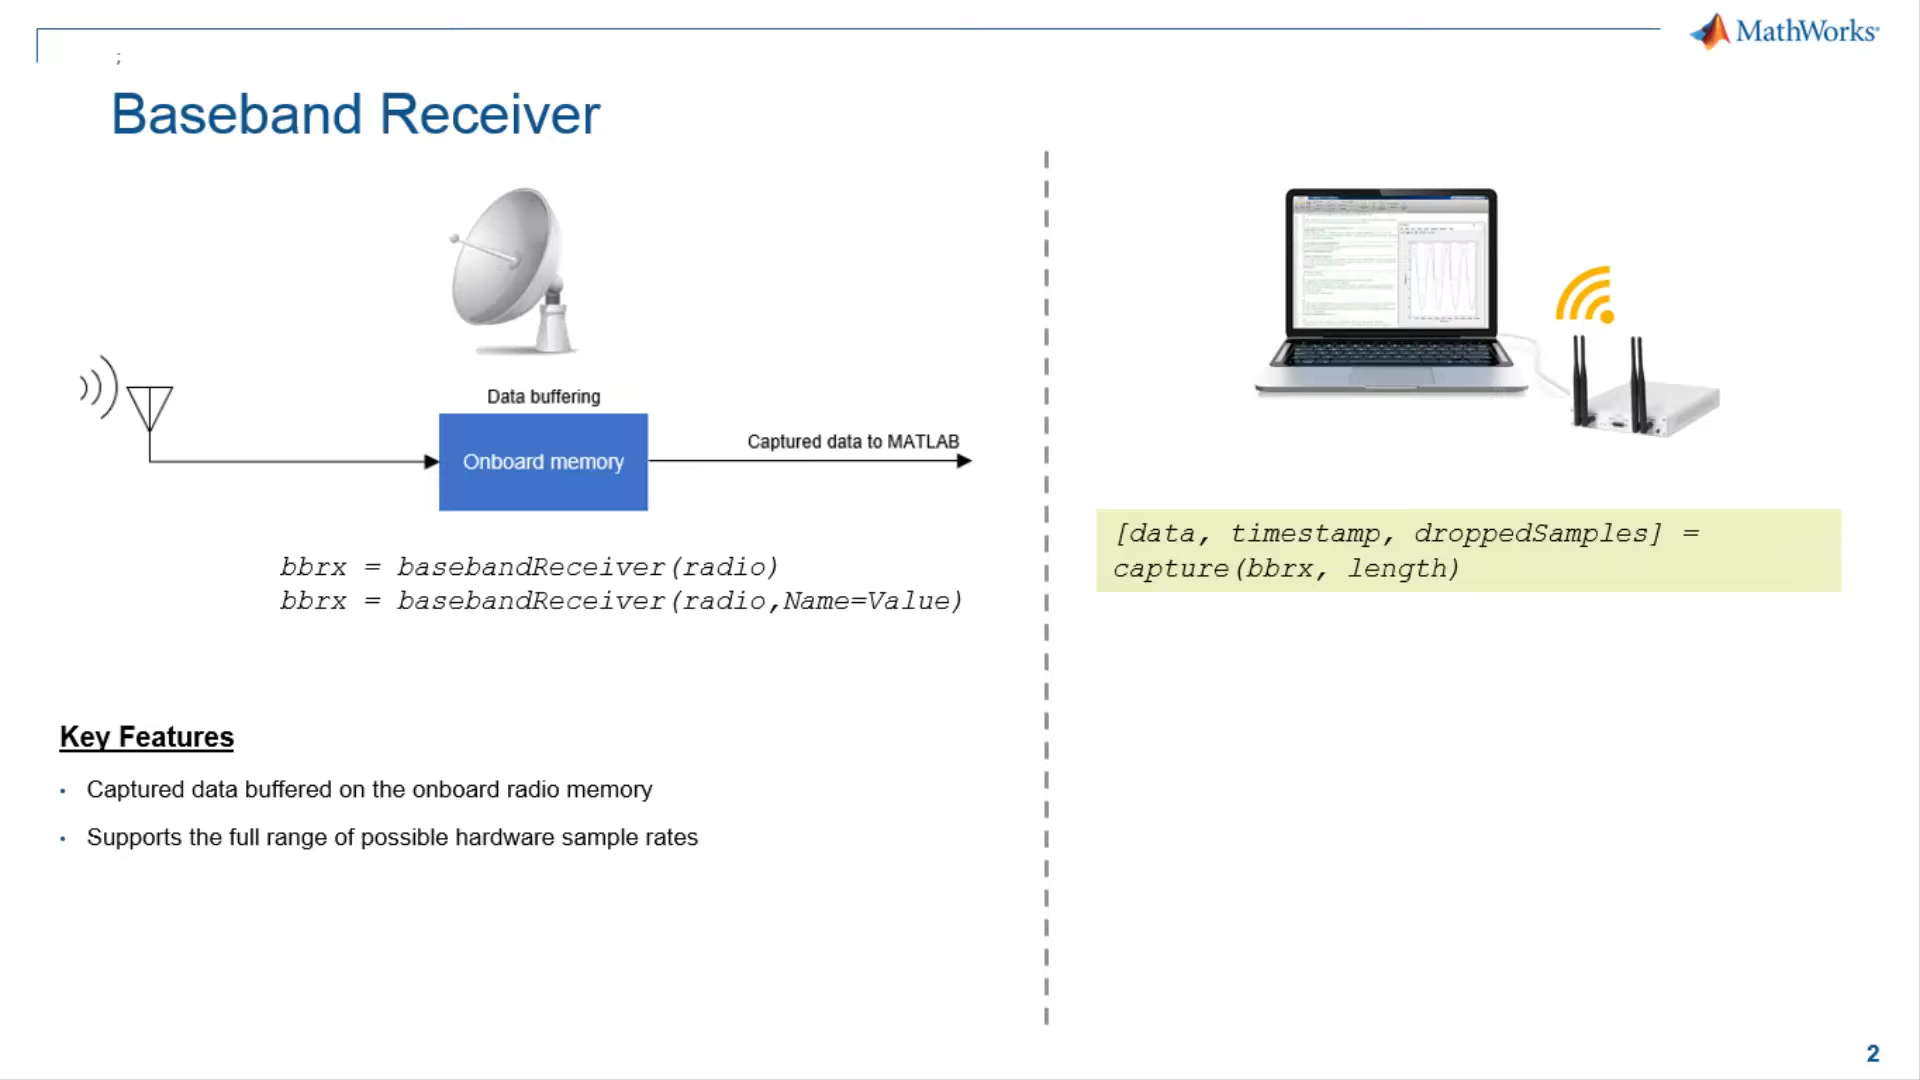 MathWorks®
;
Baseband Receiver
Data buffering
Onboard memory
Captured data to MATLAB
bbrx = basebandReceiver(radio)
bbrx = basebandReceiver(radio,Name=Value)
Key Features
• Captured data buffered on the onboard radio memory
• Supports the full range of possible hardware sample rates
[data, timestamp, droppedSamples] =
capture(bbrx, length)
2